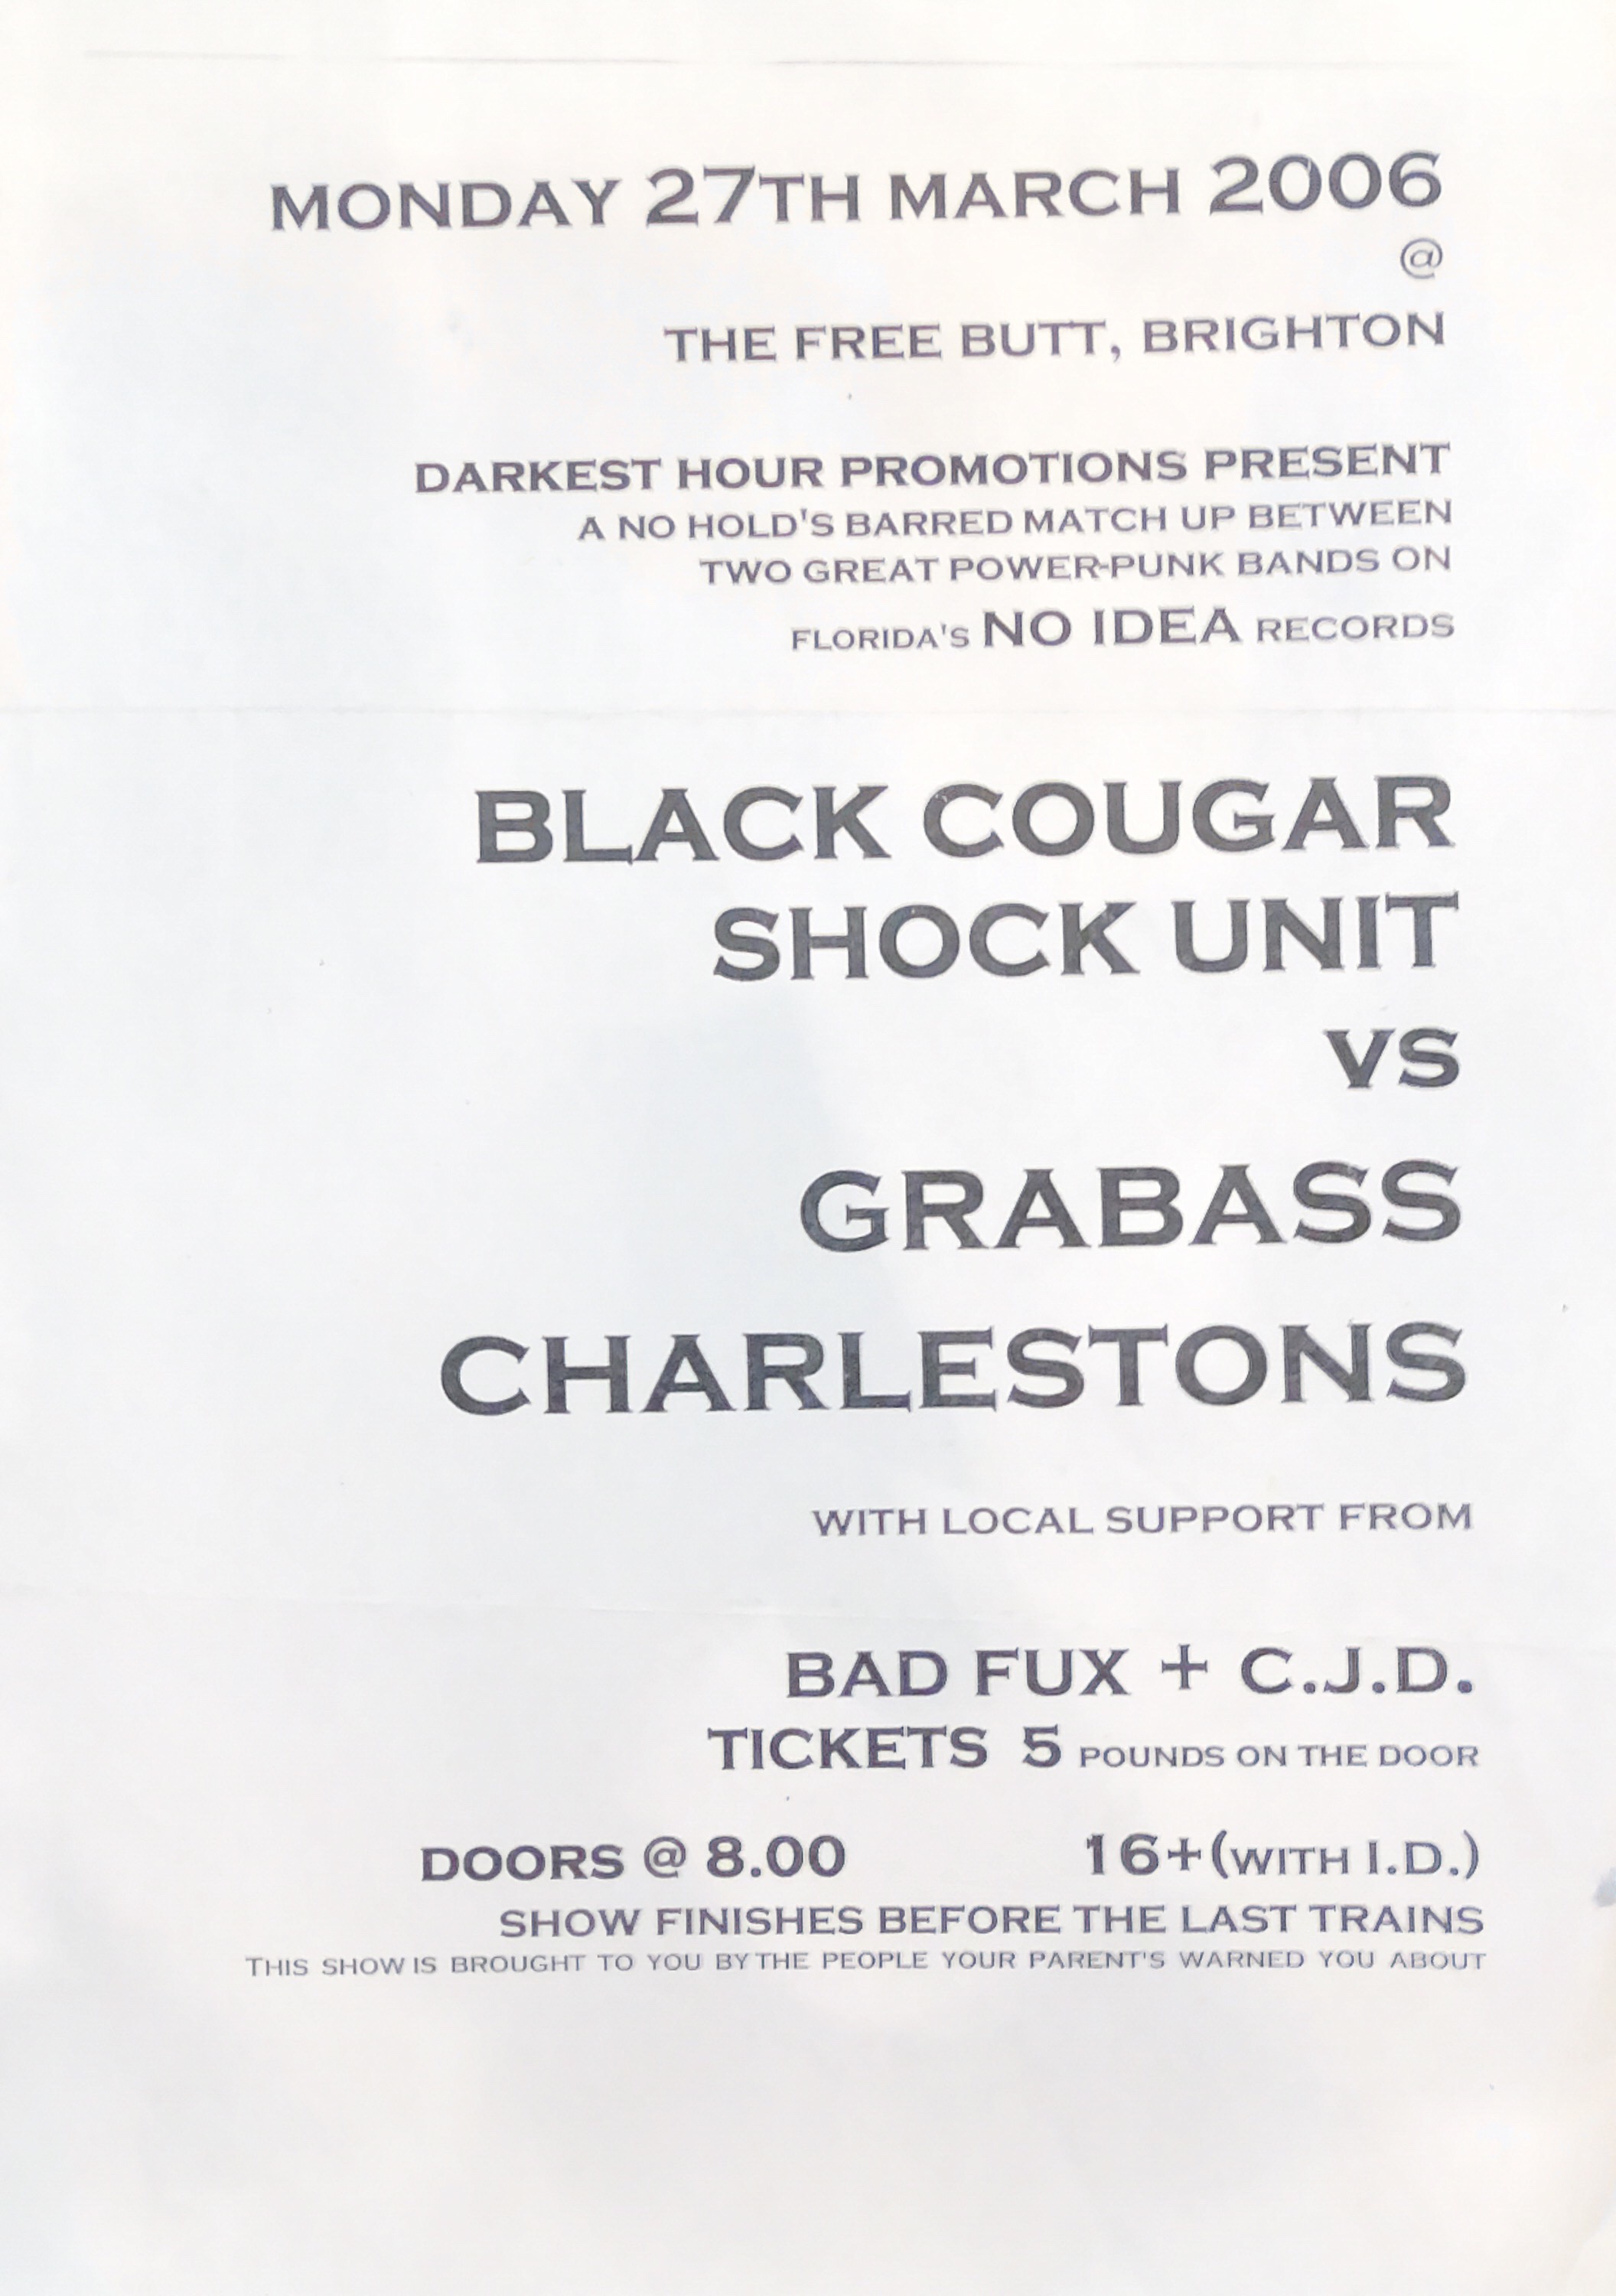 MONDAY 27TH MARCH 2006
@
THE FREE BUTT, BRIGHTON
DARKEST HOUR PROMOTIONS PRESENT
A NO HOLD'S BARRED MATCH UP BETWEEN
TWO GREAT POWER-PUNK BANDS ON
FLORIDA'S NO IDEA RECORDS
BLACK COUGAR
SHOCK UNIT
VS
GRABASS
CHARLESTONS
WITH LOCAL SUPPORT FROM
BAD FUX + C.J.D.
TICKETS 5 POUNDS ON THE DOOR
DOORS @ 8.00 16+(WITH I.D.)
SHOW FINISHES BEFORE THE LAST TRAINS
THIS SHOW IS BROUGHT TO YOU BY THE PEOPLE YOUR PARENT'S WARNED YOU ABOUT